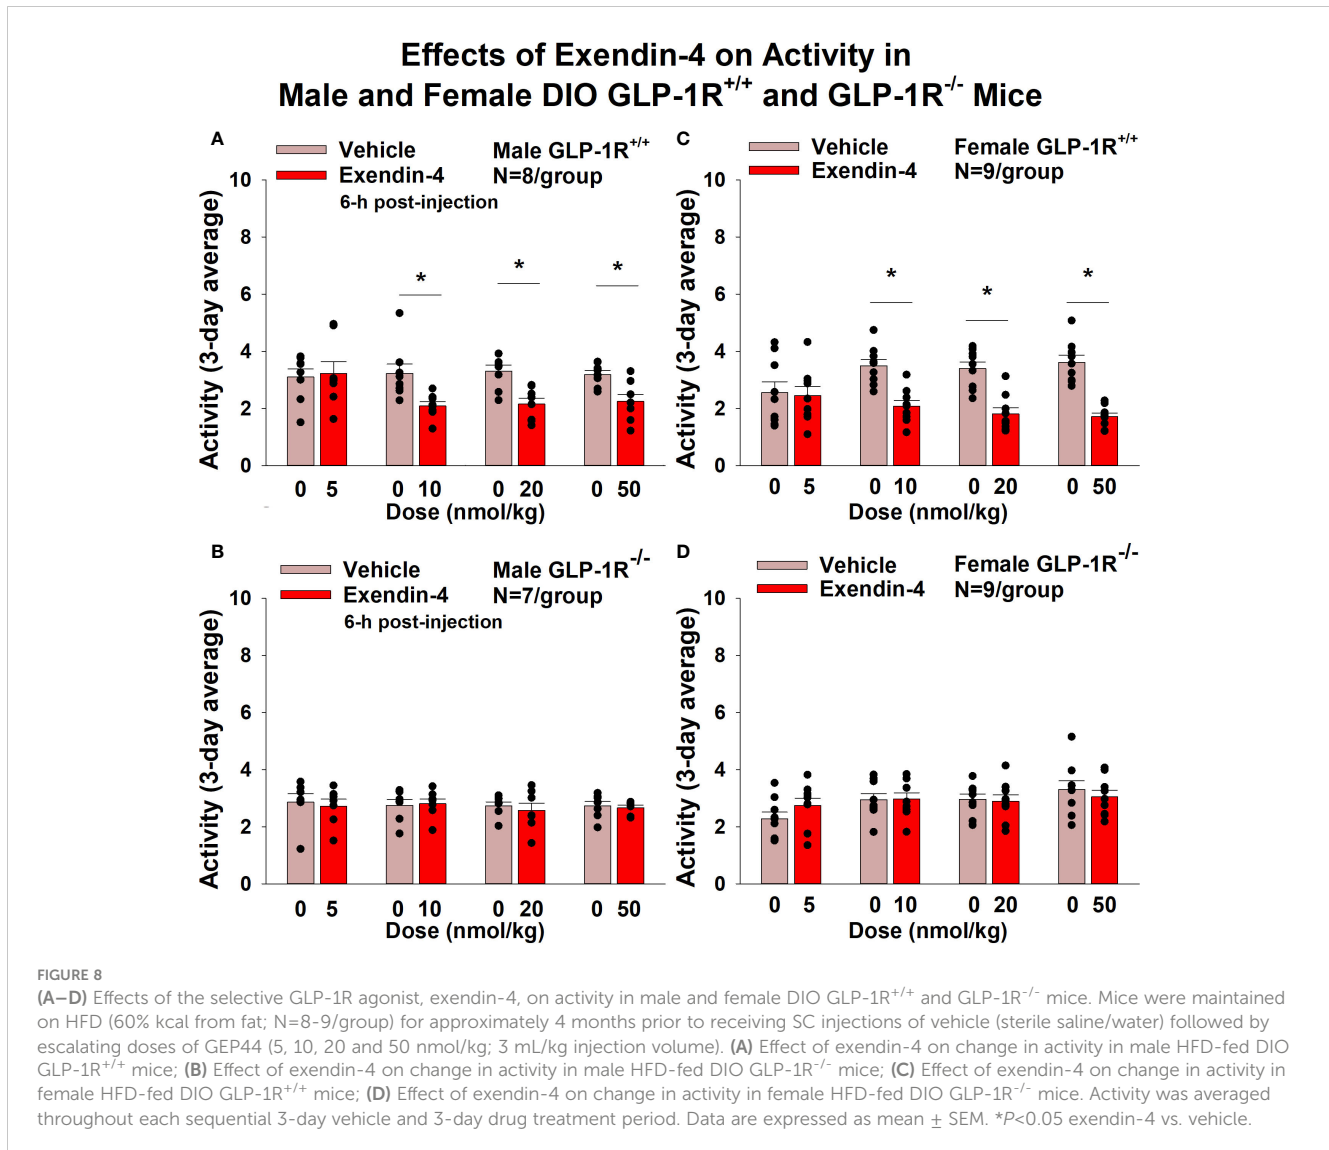 Effects of Exendin-4 on Activity in
Male and Female DIO GLP-1R+/+ and GLP-1R-/- Mice
A
Vehicle
Exendin-4
6-h post-injection
Male GLP-1R+/+
N=8/group
Activity (3-day average)
10
8
6
4
2
0
* * *
0 5 0 10 0 20 0 50
Dose (nmol/kg)
C
Vehicle
Exendin-4
Female GLP-1R+/+
N=9/group
Activity (3-day average)
10
8
6
4
2
0
* * *
0 5 0 10 0 20 0 50
Dose (nmol/kg)
B
Vehicle
Exendin-4
6-h post-injection
Male GLP-1R-/-
N=7/group
Activity (3-day average)
10
8
6
4
2
0
0 5 0 10 0 20 0 50
Dose (nmol/kg)
D
Vehicle
Exendin-4
Female GLP-1R-/-
N=9/group
Activity (3-day average)
10
8
6
4
2
0
0 5 0 10 0 20 0 50
Dose (nmol/kg)
FIGURE 8
(A–D) Effects of the selective GLP-1R agonist, exendin-4, on activity in male and female DIO GLP-1R+/+ and GLP-1R-/- mice. Mice were maintained
on HFD (60% kcal from fat; N=8-9/group) for approximately 4 months prior to receiving SC injections of vehicle (sterile saline/water) followed by
escalating doses of GEP44 (5, 10, 20 and 50 nmol/kg; 3 mL/kg injection volume). (A) Effect of exendin-4 on change in activity in male HFD-fed DIO
GLP-1R+/+ mice; (B) Effect of exendin-4 on change in activity in male HFD-fed DIO GLP-1R-/- mice; (C) Effect of exendin-4 on change in activity in
female HFD-fed DIO GLP-1R+/+ mice; (D) Effect of exendin-4 on change in activity in female HFD-fed DIO GLP-1R-/- mice. Activity was averaged
throughout each sequential 3-day vehicle and 3-day drug treatment period. Data are expressed as mean ± SEM. *P<0.05 exendin-4 vs. vehicle.